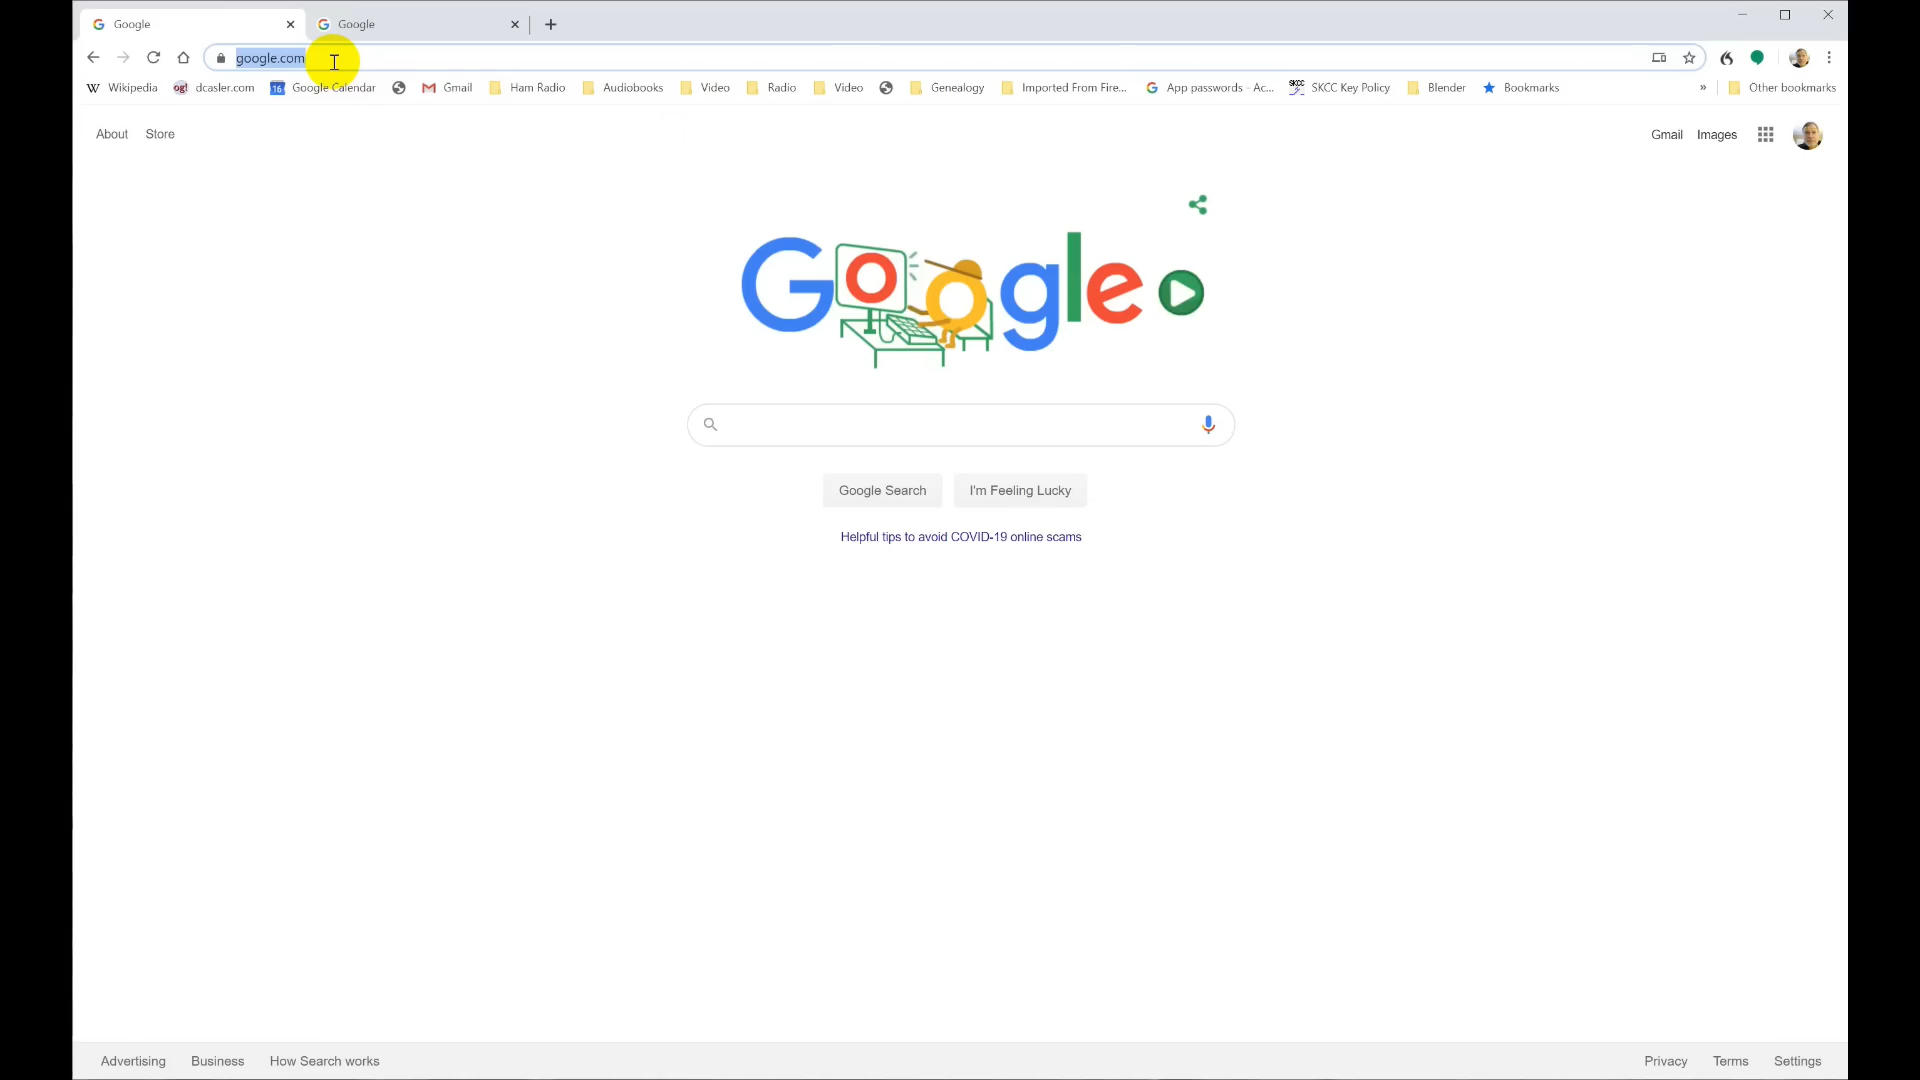 Google
Google
google.com
Wikipedia
dcasler.com
16 Google Calendar
Gmail
Ham Radio
Audiobooks
Video
Radio
Video
Genealogy
Imported From Fire...
App passwords - Ac...
SKCC SKCC Key Policy
Blender
Bookmarks
»
Other bookmarks
About
Store
Gmail
Images
Google
Google Search
I'm Feeling Lucky
Helpful tips to avoid COVID-19 online scams
Advertising
Business
How Search works
Privacy
Terms
Settings